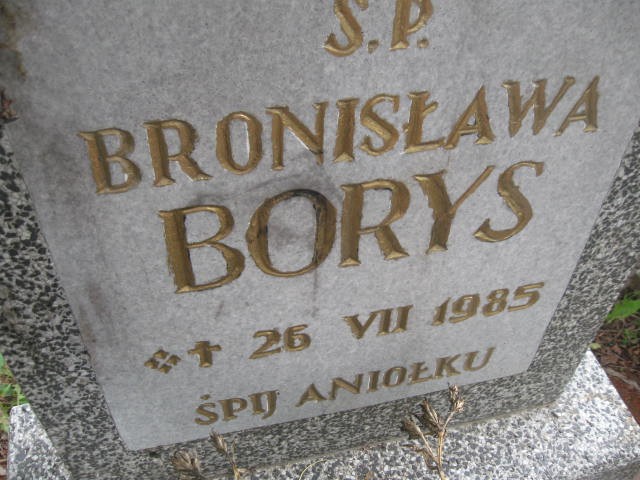 Ś.P.
BRONISŁAWA
BORYS
* † 26 VII 1985
ŚPIJ ANIOŁKU